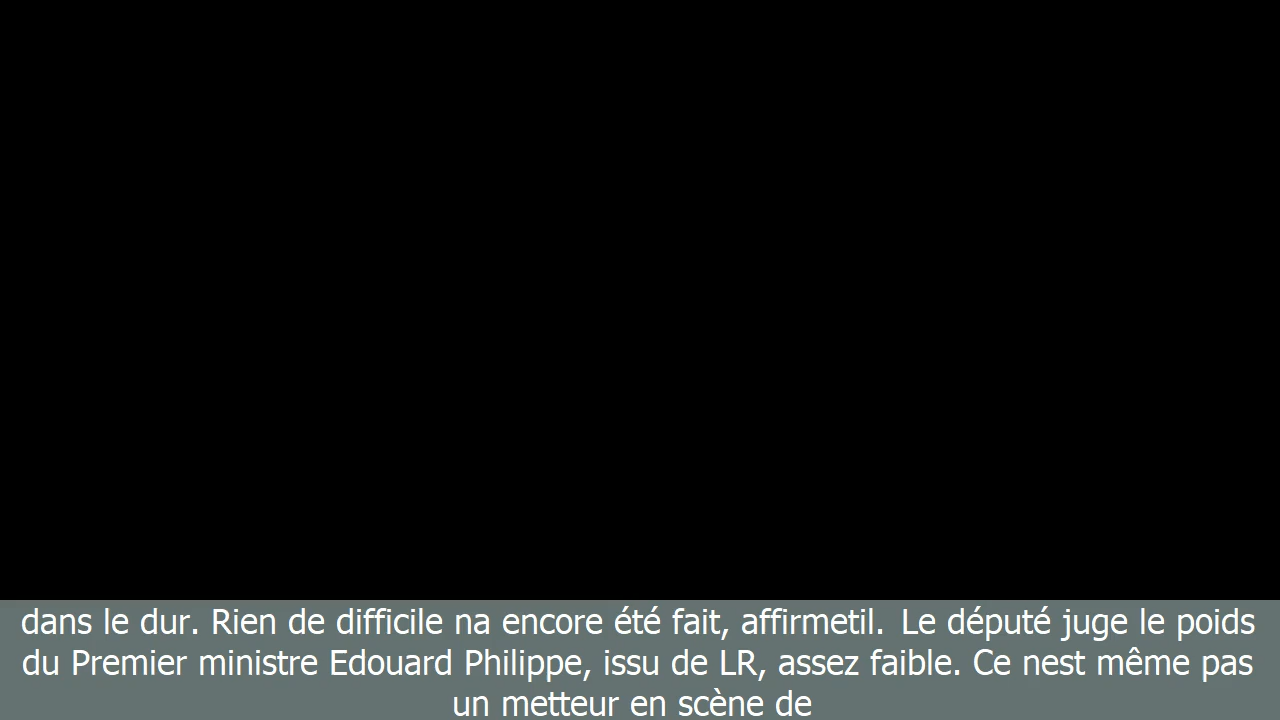 dans le dur. Rien de difficile na encore été fait, affirmetil. Le député juge le poids
du Premier ministre Edouard Philippe, issu de LR, assez faible. Ce nest même pas
un metteur en scène de